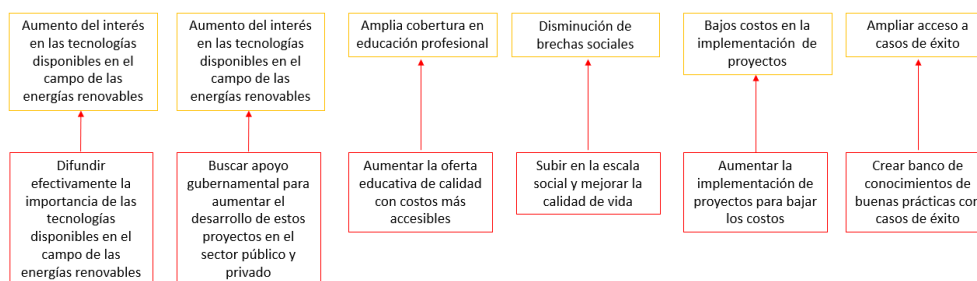 Aumento del interés
en las tecnologías
disponibles en el
campo de las
energías renovables
Aumento del interés
en las tecnologías
disponibles en el
campo de las
energías renovables
Amplia cobertura en
educación profesional
Disminución de
brechas sociales
Bajos costos en la
implementación de
proyectos
Ampliar acceso a
casos de éxito
Difundir
efectivamente la
importancia de las
tecnologías
disponibles en el
campo de las
energías renovables
Buscar apoyo
gubernamental para
aumentar el
desarrollo de estos
proyectos en el
sector público y
privado
Aumentar la oferta
educativa de calidad
con costos más
accesibles
Subir en la escala
social y mejorar la
calidad de vida
Aumentar la
implementación de
proyectos para bajar
los costos
Crear banco de
conocimientos de
buenas prácticas con
casos de éxito